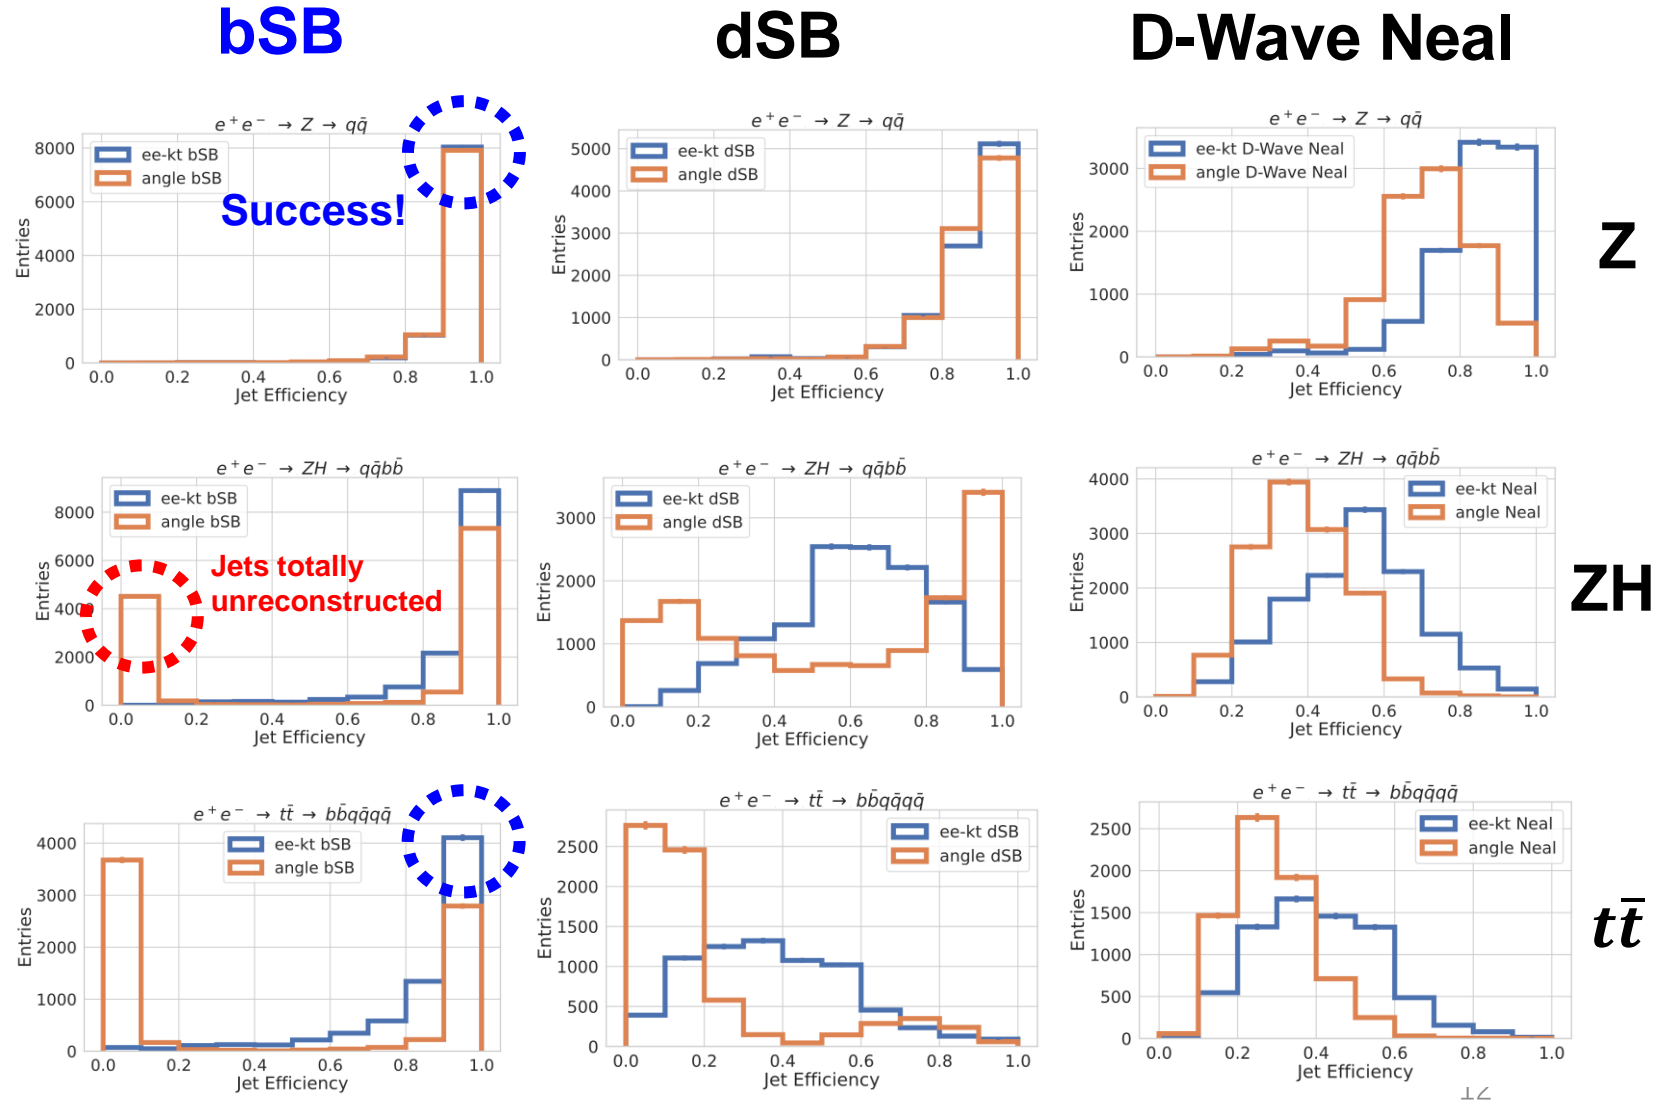 bSB
dSB
D-Wave Neal
e⁺e⁻ → Z → qq̄
ee-kt bSB
angle bSB
Success!
8000
6000
4000
2000
0
0.0 0.2 0.4 0.6 0.8 1.0
Entries
Jet Efficiency
e⁺e⁻ → Z → qq̄
ee-kt dSB
angle dSB
5000
4000
3000
2000
1000
0
0.0 0.2 0.4 0.6 0.8 1.0
Entries
Jet Efficiency
e⁺e⁻ → Z → qq̄
ee-kt D-Wave Neal
angle D-Wave Neal
3000
2000
1000
0
0.0 0.2 0.4 0.6 0.8 1.0
Entries
Jet Efficiency
Z
e⁺e⁻ → ZH → qq̄bb̄
ee-kt bSB
angle bSB
Jets totally
unreconstructed
8000
6000
4000
2000
0
0.0 0.2 0.4 0.6 0.8 1.0
Entries
Jet Efficiency
e⁺e⁻ → ZH → qq̄bb̄
ee-kt dSB
angle dSB
3000
2000
1000
0
0.0 0.2 0.4 0.6 0.8 1.0
Entries
Jet Efficiency
e⁺e⁻ → ZH → qq̄bb̄
ee-kt Neal
angle Neal
4000
3000
2000
1000
0
0.0 0.2 0.4 0.6 0.8 1.0
Entries
Jet Efficiency
ZH
e⁺e⁻ → tt̄ → bb̄qq̄qq̄
ee-kt bSB
angle bSB
4000
3000
2000
1000
0
0.0 0.2 0.4 0.6 0.8 1.0
Entries
Jet Efficiency
e⁺e⁻ → tt̄ → bb̄qq̄qq̄
ee-kt dSB
angle dSB
2500
2000
1500
1000
500
0
0.0 0.2 0.4 0.6 0.8 1.0
Entries
Jet Efficiency
e⁺e⁻ → tt̄ → bb̄qq̄qq̄
ee-kt Neal
angle Neal
2500
2000
1500
1000
500
0
0.0 0.2 0.4 0.6 0.8 1.0
Entries
Jet Efficiency
tt̄